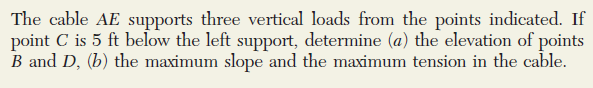 The cable AE supports three vertical loads from the points indicated. If
point C is 5 ft below the left support, determine (a) the elevation of points
B and D, (b) the maximum slope and the maximum tension in the cable.